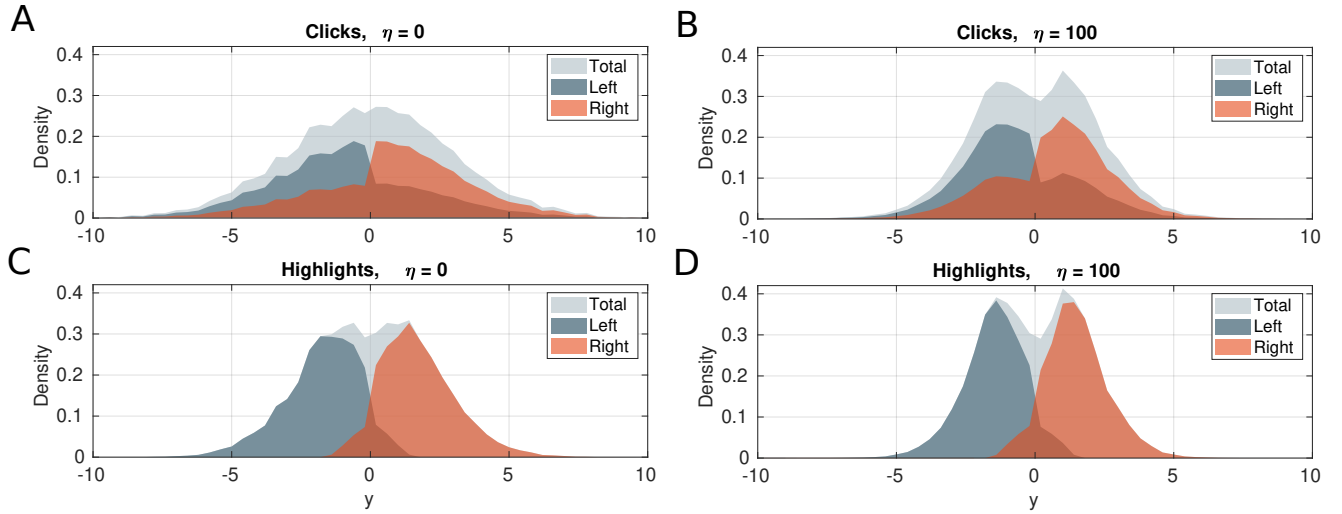 A
Clicks, η = 0
Density
0.4
0.3
0.2
0.1
0
-10
-5
0
5
10
y
Total
Left
Right
B
Clicks, η = 100
Density
0.4
0.3
0.2
0.1
0
-10
-5
0
5
10
y
Total
Left
Right
C
Highlights, η = 0
Density
0.4
0.3
0.2
0.1
0
-10
-5
0
5
10
y
Total
Left
Right
D
Highlights, η = 100
Density
0.4
0.3
0.2
0.1
0
-10
-5
0
5
10
y
Total
Left
Right